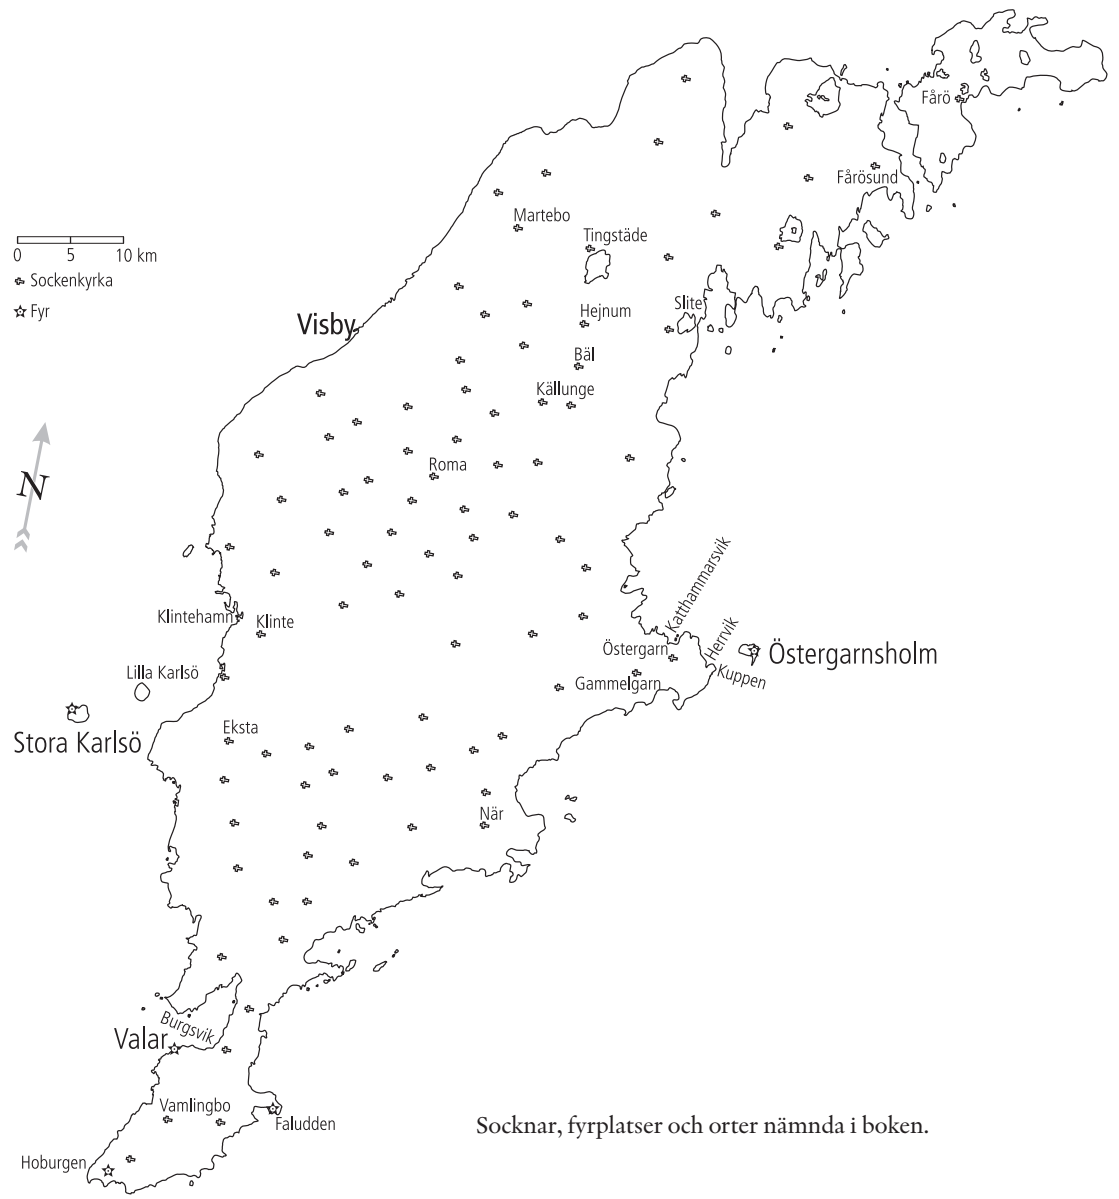 Fårö
Fårösund
Martebo
Tingstäde
0 5 10 km
Sockenkyrka
Fyr
Slite
Hejnum
Visby
Bäl
Källunge
Roma
N
Katthammarsvik
Klintehamn
Klinte
Herrvik
Östergarn
Östergarnsholm
Lilla Karlsö
Kuppen
Gammelgarn
Eksta
Stora Karlsö
När
Burgsvik
Valar
Vamlingbo
Faludden
Socknar, fyrplatser och orter nämnda i boken.
Hoburgen